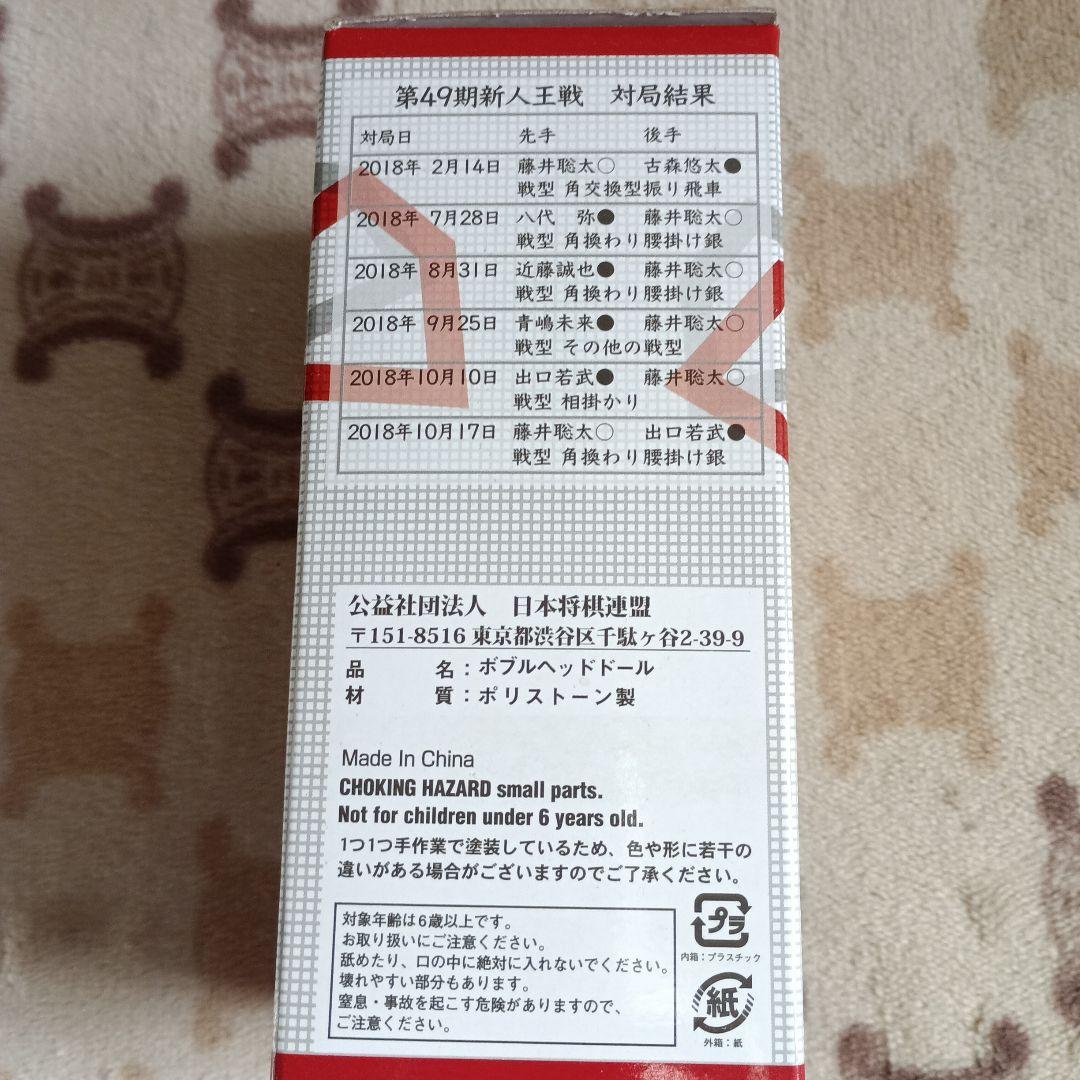 第49期新人王戦　対局結果
対局日 先手 後手
2018年 2月14日 藤井聡太○ 古森悠太●
戦型 角交換型振り飛車
2018年 7月28日 八代　弥● 藤井聡太○
戦型 角換わり腰掛け銀
2018年 8月31日 近藤誠也● 藤井聡太○
戦型 角換わり腰掛け銀
2018年 9月25日 青嶋未来● 藤井聡太○
戦型 その他の戦型
2018年10月10日 出口若武● 藤井聡太○
戦型 相掛かり
2018年10月17日 藤井聡太○ 出口若武●
戦型 角換わり腰掛け銀
公益社団法人　日本将棋連盟
〒151-8516 東京都渋谷区千駄ヶ谷2-39-9
品　　名：ボブルヘッドドール
材　　質：ポリストーン製
Made In China
CHOKING HAZARD small parts.
Not for children under 6 years old.
1つ1つ手作業で塗装しているため、色や形に若干の
違いがある場合がございますのでご了承ください。
対象年齢は6歳以上です。
お取り扱いにご注意ください。
舐めたり、口の中に絶対に入れないでください。
壊れやすい部分もあります。
窒息・事故を起こす危険がありますので、
ご注意ください。
プラ
内箱：プラスチック
紙
外箱：紙